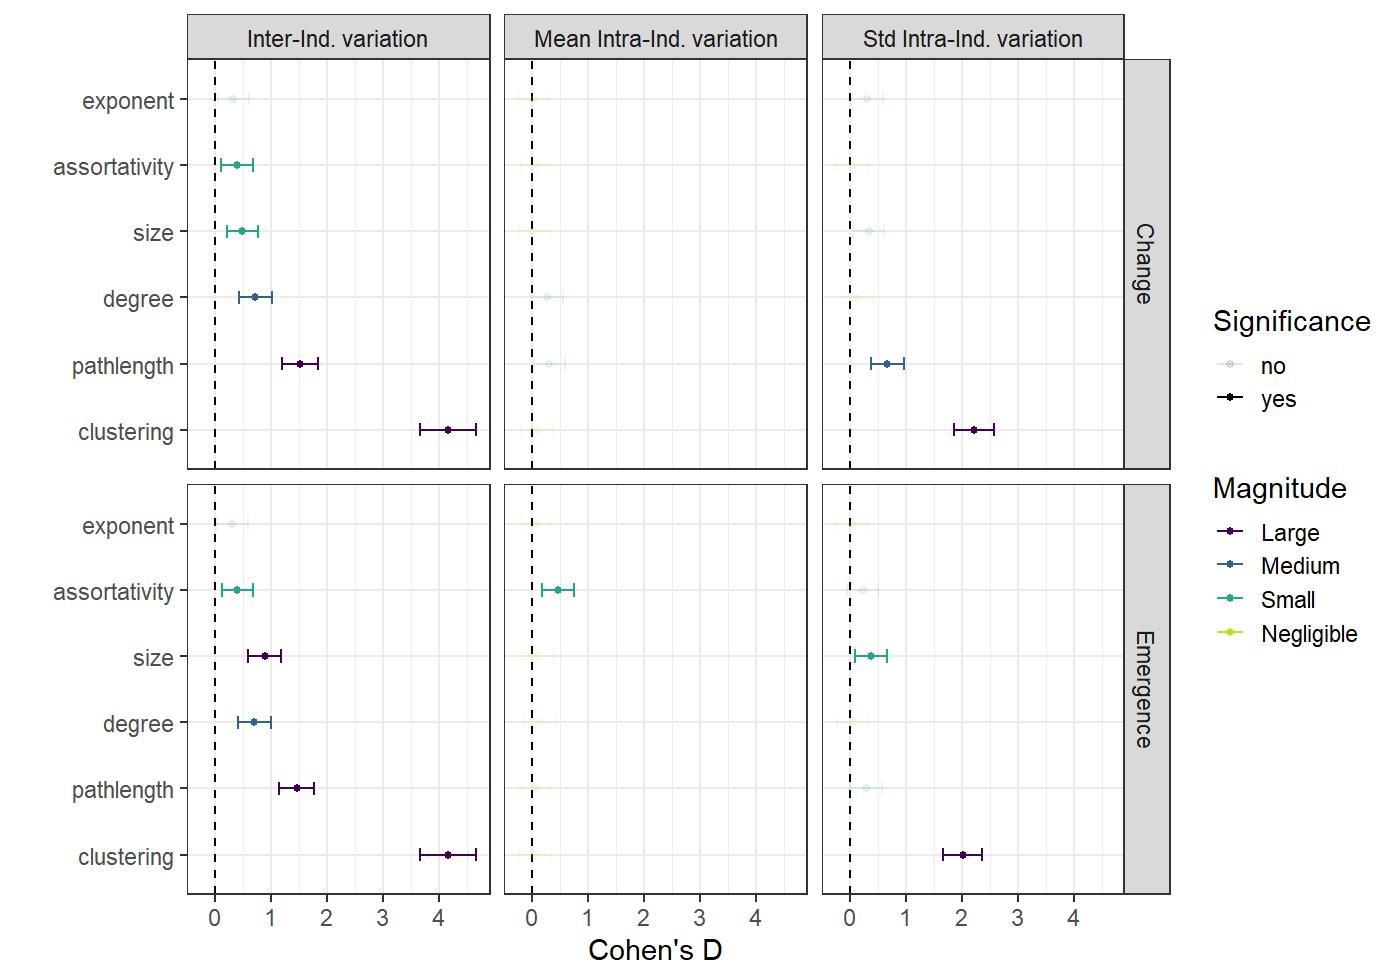 Inter-Ind. variation
Mean Intra-Ind. variation
Std Intra-Ind. variation
exponent
assortativity
size
degree
pathlength
clustering
Change
exponent
assortativity
size
degree
pathlength
clustering
Emergence
0 1 2 3 4
0 1 2 3 4
0 1 2 3 4
Cohen's D
Significance
no
yes
Magnitude
Large
Medium
Small
Negligible